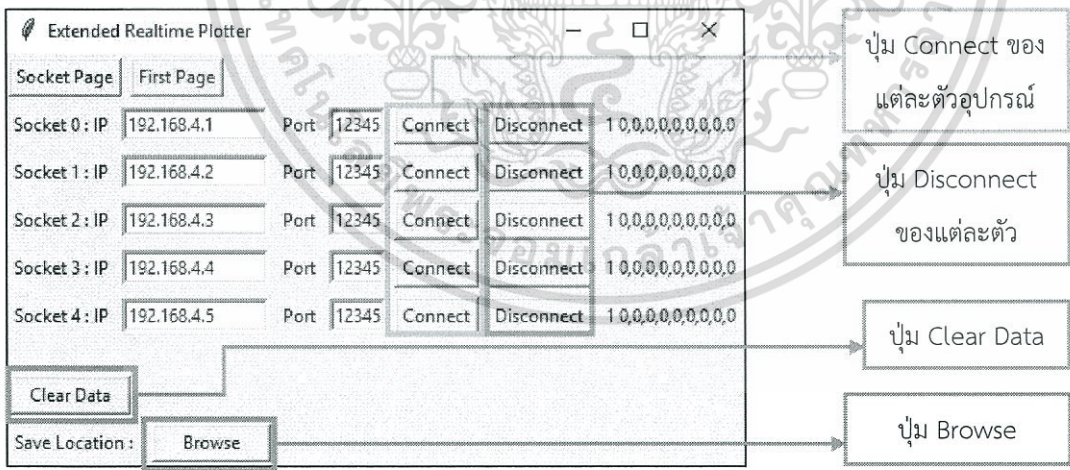 Extended Realtime Plotter
Socket Page First Page
Socket 0 : IP 192.168.4.1 Port 12345 Connect Disconnect 1 0,0,0,0,0,0,0,0,0
Socket 1 : IP 192.168.4.2 Port 12345 Connect Disconnect 1 0,0,0,0,0,0,0,0,0
Socket 2 : IP 192.168.4.3 Port 12345 Connect Disconnect 1 0,0,0,0,0,0,0,0,0
Socket 3 : IP 192.168.4.4 Port 12345 Connect Disconnect 1 0,0,0,0,0,0,0,0,0
Socket 4 : IP 192.168.4.5 Port 12345 Connect Disconnect 1 0,0,0,0,0,0,0,0,0
Clear Data
Save Location : Browse
ปุ่ม Connect ของ
แต่ละตัวอุปกรณ์
ปุ่ม Disconnect
ของแต่ละตัว
ปุ่ม Clear Data
ปุ่ม Browse